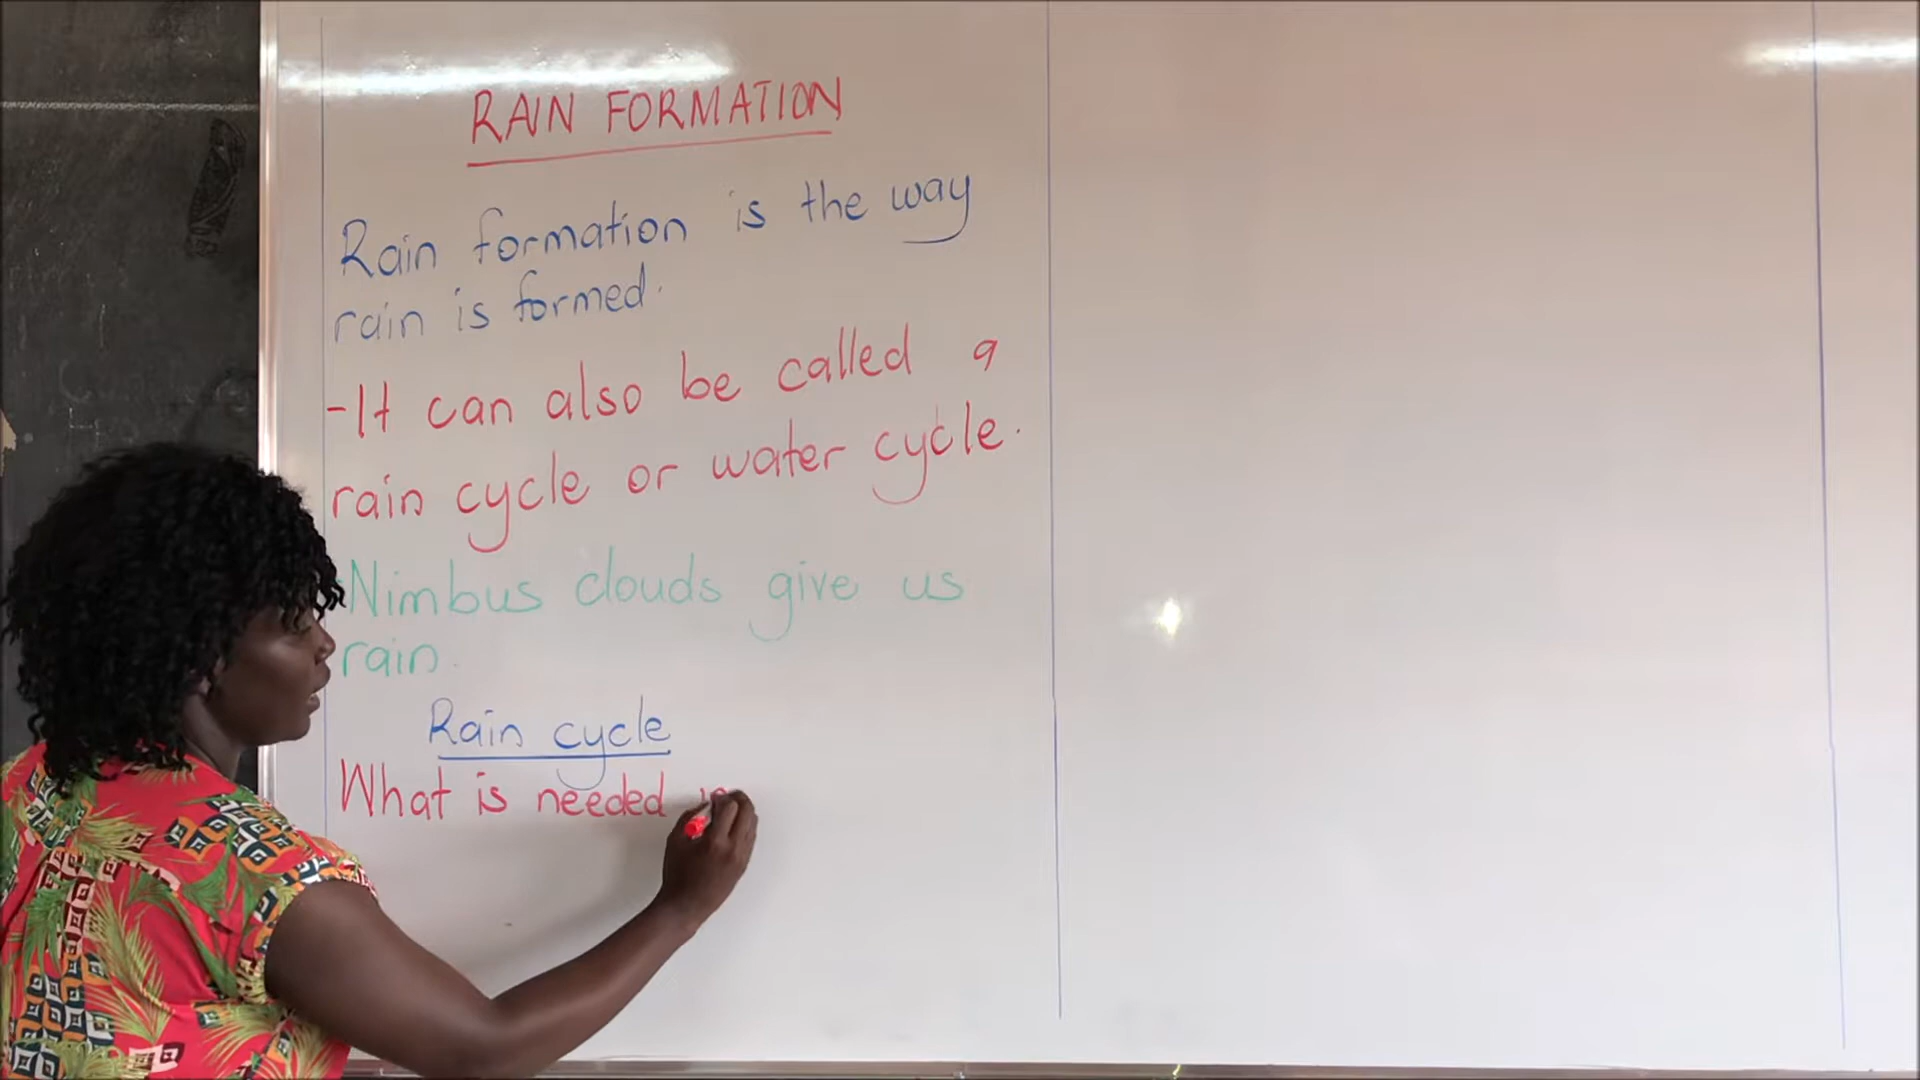 RAIN FORMATION
Rain formation is the way
rain is formed.
-It can also be called a
rain cycle or water cycle.
Nimbus clouds give us
rain.
Rain cycle
What is needed